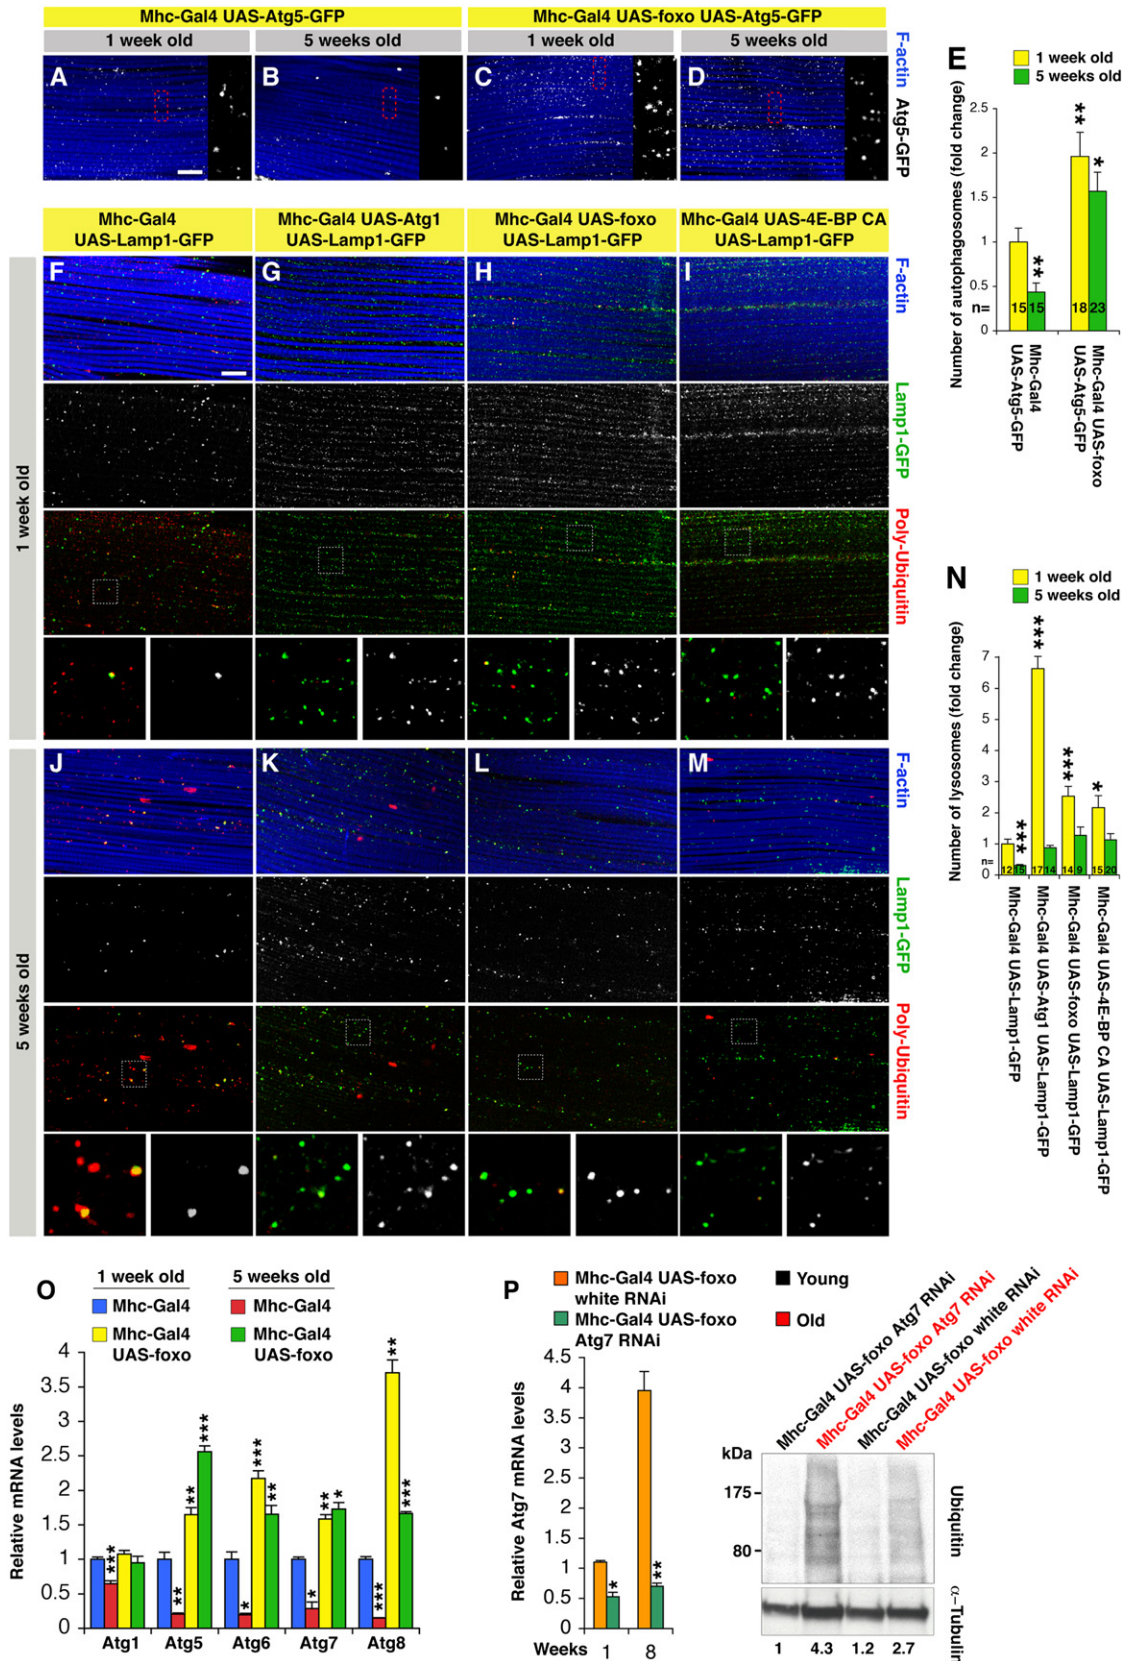 Mhc-Gal4 UAS-Atg5-GFP
Mhc-Gal4 UAS-foxo UAS-Atg5-GFP
1 week old
5 weeks old
1 week old
5 weeks old
A
B
C
D
F-actin
Atg5-GFP
E
1 week old
5 weeks old
Number of autophagosomes (fold change)
2.5
2
1.5
1
0.5
0
n=
15
15
18
23
Mhc-Gal4
UAS-Atg5-GFP
Mhc-Gal4 UAS-foxo
UAS-Atg5-GFP
** * **
Mhc-Gal4
UAS-Lamp1-GFP
Mhc-Gal4 UAS-Atg1
UAS-Lamp1-GFP
Mhc-Gal4 UAS-foxo
UAS-Lamp1-GFP
Mhc-Gal4 UAS-4E-BP CA
UAS-Lamp1-GFP
1 week old
F
G
H
I
F-actin
Lamp1-GFP
Poly-Ubiquitin
5 weeks old
J
K
L
M
F-actin
Lamp1-GFP
Poly-Ubiquitin
N
1 week old
5 weeks old
Number of lysosomes (fold change)
7
6
5
4
3
2
1
0
n=
12
15
17
14
14
9
15
20
*** *** *** *
Mhc-Gal4 UAS-Lamp1-GFP
Mhc-Gal4 UAS-Atg1 UAS-Lamp1-GFP
Mhc-Gal4 UAS-foxo UAS-Lamp1-GFP
Mhc-Gal4 UAS-4E-BP CA UAS-Lamp1-GFP
O
1 week old
5 weeks old
Mhc-Gal4
Mhc-Gal4
Mhc-Gal4
UAS-foxo
Mhc-Gal4
UAS-foxo
Relative mRNA levels
4
3.5
3
2.5
2
1.5
1
0.5
0
*** ** ** *** * *** ** * ** * *** ** ***
Atg1
Atg5
Atg6
Atg7
Atg8
P
Mhc-Gal4 UAS-foxo
white RNAi
Mhc-Gal4 UAS-foxo
Atg7 RNAi
Young
Old
Relative Atg7 mRNA levels
4.5
4
3.5
3
2.5
2
1.5
1
0.5
0
* **
Weeks 1 8
Mhc-Gal4 UAS-foxo Atg7 RNAi
Mhc-Gal4 UAS-foxo Atg7 RNAi
Mhc-Gal4 UAS-foxo white RNAi
Mhc-Gal4 UAS-foxo white RNAi
kDa
175
80
Ubiquitin
α-Tubulin
1 4.3 1.2 2.7